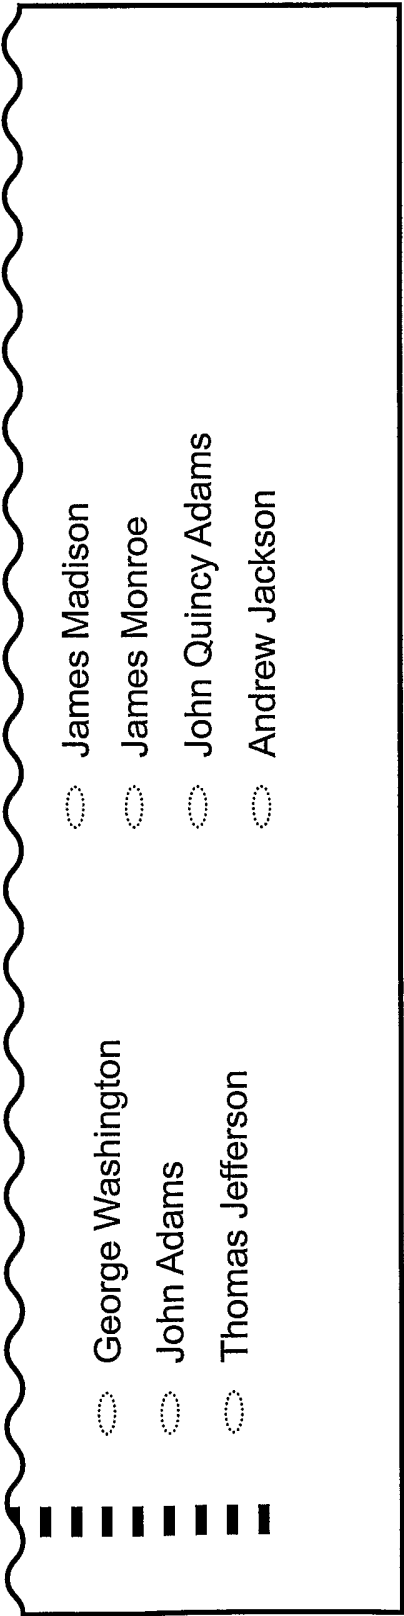 George Washington
John Adams
Thomas Jefferson
James Madison
James Monroe
John Quincy Adams
Andrew Jackson